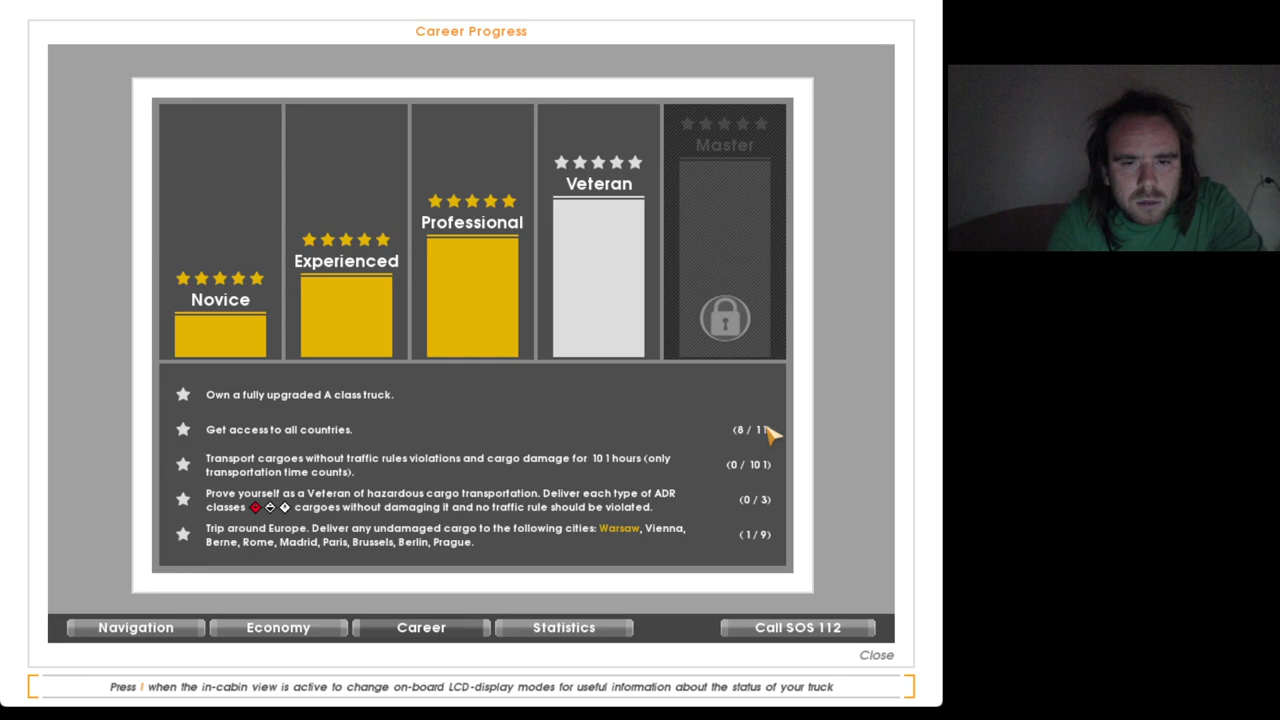 Career Progress
Master
Veteran
Professional
Experienced
Novice
Own a fully upgraded A class truck.
Get access to all countries. (8 / 11
Transport cargoes without traffic rules violations and cargo damage for 101 hours (only
transportation time counts). (0 / 101)
Prove yourself as a Veteran of hazardous cargo transportation. Deliver each type of ADR
classes cargoes without damaging it and no traffic rule should be violated. (0 / 3)
Trip around Europe. Deliver any undamaged cargo to the following cities: Warsaw, Vienna,
Berne, Rome, Madrid, Paris, Brussels, Berlin, Prague. (1/9)
Navigation Economy Career Statistics Call SOS 112
Close
Press I when the in-cabin view is active to change on-board LCD-display modes for useful information about the status of your truck